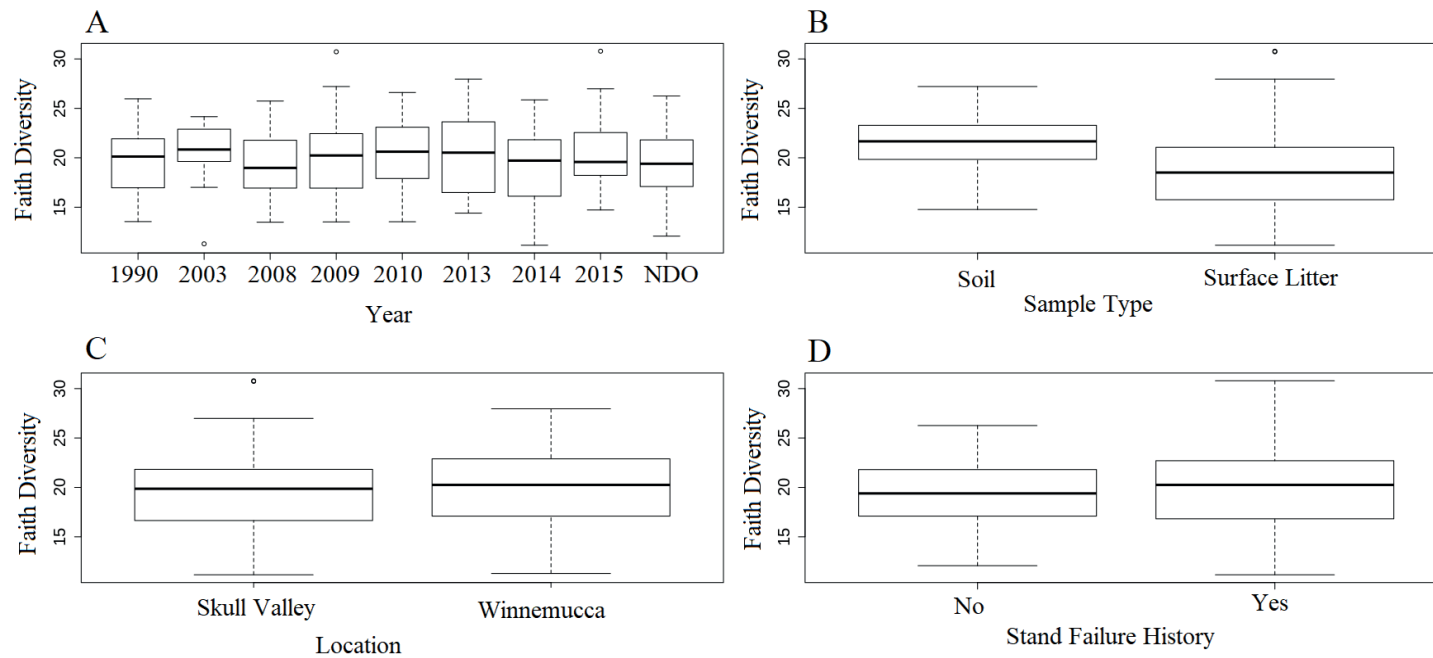 A
Faith Diversity
30
25
20
15
1990 2003 2008 2009 2010 2013 2014 2015 NDO
Year
B
Faith Diversity
30
25
20
15
Soil Surface Litter
Sample Type
C
Faith Diversity
30
25
20
15
Skull Valley Winnemucca
Location
D
Faith Diversity
30
25
20
15
No Yes
Stand Failure History